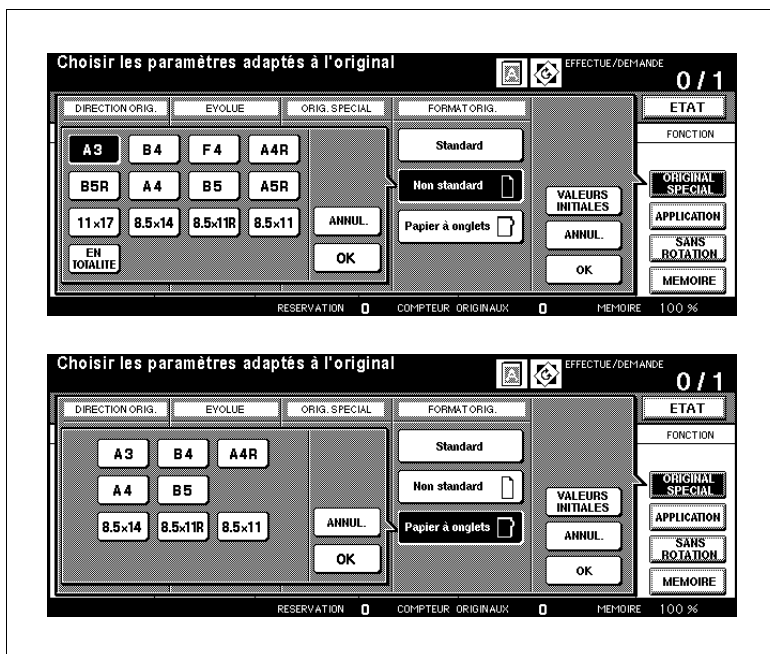 Choisir les paramètres adaptés à l'original
A
EFFECTUE/DEMANDE
0 / 1
DIRECTION ORIG. EVOLUE ORIG. SPECIAL FORMAT ORIG. ETAT
FONCTION
A3 B4 F4 A4R Standard
B5R A4 B5 A5R Non standard
VALEURS INITIALES
ORIGINAL SPECIAL
11×17 8.5×14 8.5×11R 8.5×11 ANNUL. Papier à onglets
ANNUL.
APPLICATION
EN TOTALITE
OK
OK
SANS ROTATION
MEMOIRE
RESERVATION 0 COMPTEUR ORIGINAUX 0 MEMOIRE 100 %
Choisir les paramètres adaptés à l'original
A
EFFECTUE/DEMANDE
0 / 1
DIRECTION ORIG. EVOLUE ORIG. SPECIAL FORMAT ORIG. ETAT
FONCTION
A3 B4 A4R Standard
A4 B5 Non standard
VALEURS INITIALES
ORIGINAL SPECIAL
8.5×14 8.5×11R 8.5×11 ANNUL. Papier à onglets
ANNUL.
APPLICATION
OK
OK
SANS ROTATION
MEMOIRE
RESERVATION 0 COMPTEUR ORIGINAUX 0 MEMOIRE 100 %